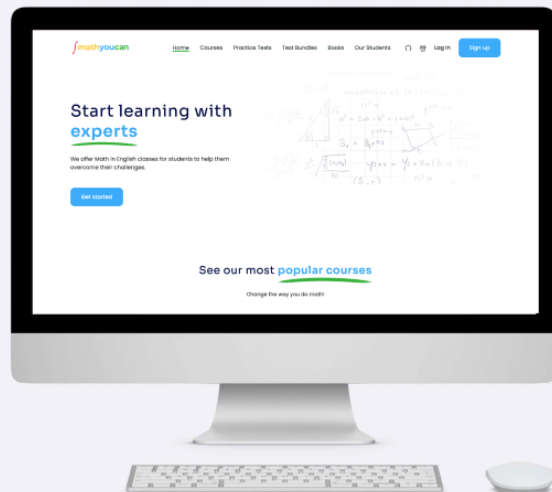 ∫mathyoucan Home Courses Practice Tests Test Bundles Books Our Students Log In Sign up
Start learning with
experts
We offer Math in English classes for students to help them
overcome their challenges.
Get started
See our most popular courses
Change the way you do math!